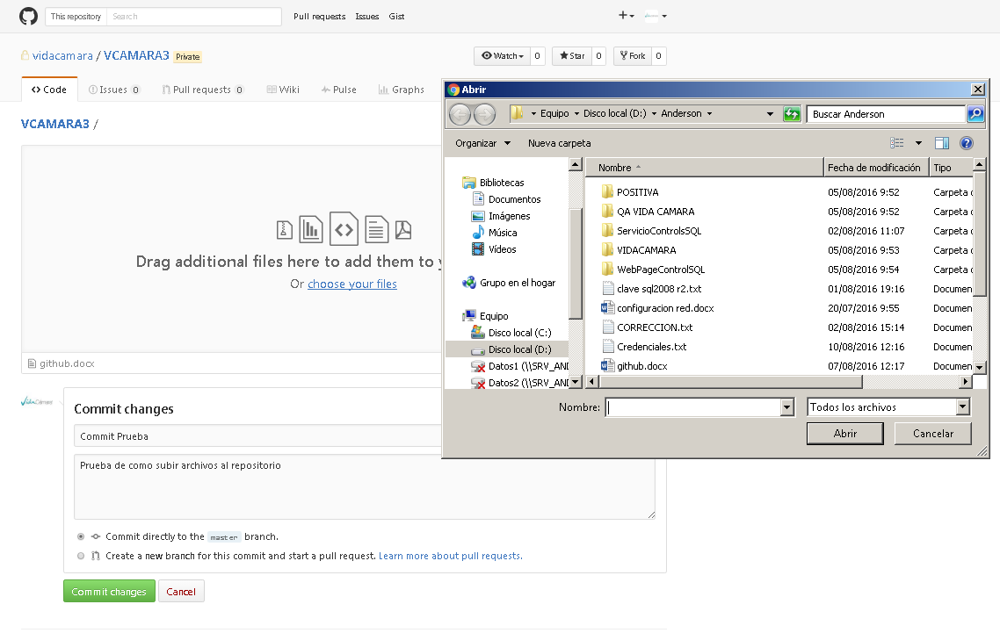 This repository Search Pull requests Issues Gist
vidacamara / VCAMARA3 Private
Watch 0 Star 0 Fork 0
Code Issues 0 Pull requests 0 Wiki Pulse Graphs
VCAMARA3 /
Drag additional files here to add them to
Or choose your files
github.docx
VidaCámara
Commit changes
Commit Prueba
Prueba de como subir archivos al repositorio
Commit directly to the master branch.
Create a new branch for this commit and start a pull request. Learn more about pull requests.
Commit changes Cancel
Abrir
Equipo Disco local (D:) Anderson Buscar Anderson
Organizar Nueva carpeta
Bibliotecas
Documentos
Imágenes
Música
Vídeos
Grupo en el hogar
Equipo
Disco local (C:)
Disco local (D:)
Datos1 (\\SRV_AND
Datos2 (\\SRV_AND
Nombre Fecha de modificación Tipo
POSITIVA 05/08/2016 9:52 Carpeta d
QA VIDA CAMARA 05/08/2016 9:52 Carpeta d
ServicioControlsSQL 02/08/2016 11:07 Carpeta d
VIDACAMARA 05/08/2016 9:53 Carpeta d
WebPageControlSQL 05/08/2016 9:54 Carpeta d
clave sql2008 r2.txt 01/08/2016 19:16 Documen
configuracion red.docx 20/07/2016 9:55 Documen
CORRECCION.txt 02/08/2016 15:14 Documen
Credenciales.txt 10/08/2016 12:16 Documen
github.docx 07/08/2016 12:17 Documen
Nombre: Todos los archivos
Abrir Cancelar